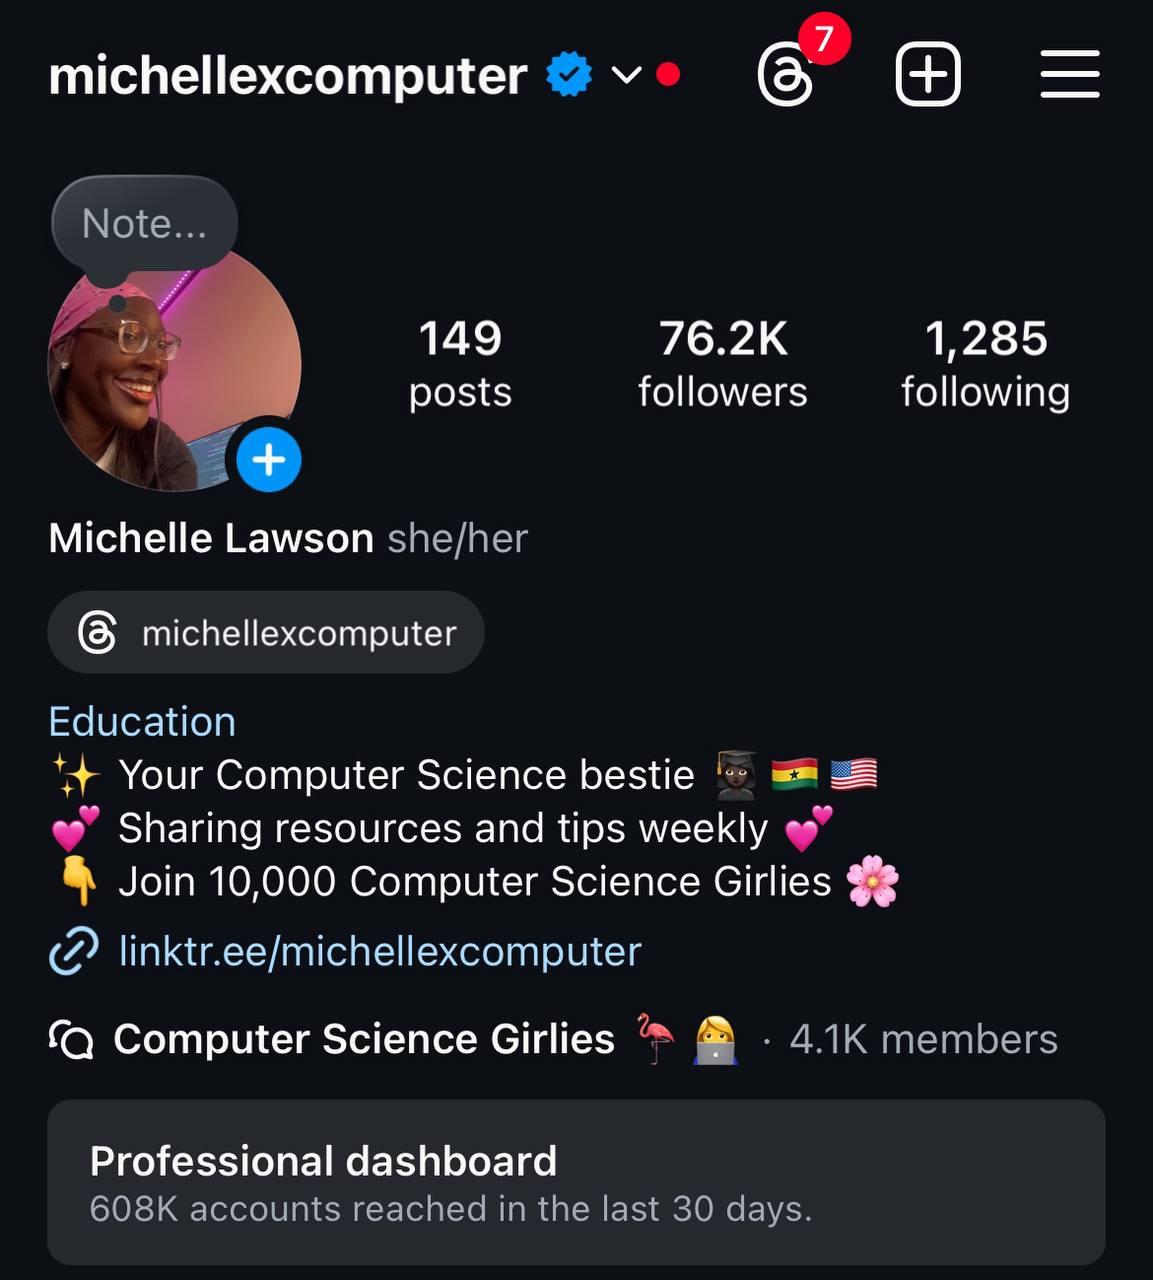 michellexcomputer
7
Note...
149
posts
76.2K
followers
1,285
following
Michelle Lawson she/her
michellexcomputer
Education
✨ Your Computer Science bestie 👩🏿‍🎓🇬🇭🇺🇸
💕 Sharing resources and tips weekly 💕
👇 Join 10,000 Computer Science Girlies 🌸
linktr.ee/michellexcomputer
Computer Science Girlies 🦩👩‍💻 · 4.1K members
Professional dashboard
608K accounts reached in the last 30 days.